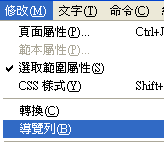 修改(M) 文字(T) 命令(C)
頁面屬性(P)... Ctrl+J
範本屬性(P)...
✓ 選取範圍屬性(S)
CSS 樣式(Y) Shift+
轉換(C)
導覽列(B)